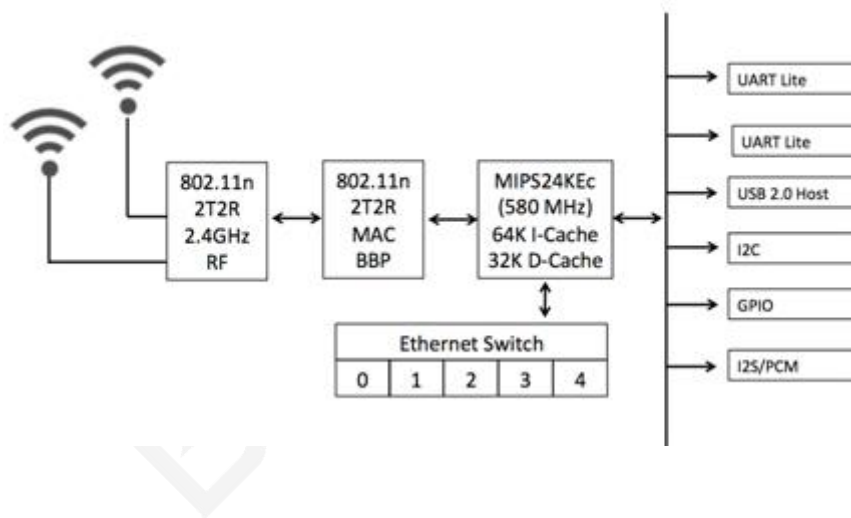 802.11n
2T2R
2.4GHz
RF
802.11n
2T2R
MAC
BBP
MIPS24KEc
(580 MHz)
64K I-Cache
32K D-Cache
Ethernet Switch
0 1 2 3 4
UART Lite
UART Lite
USB 2.0 Host
I2C
GPIO
I2S/PCM